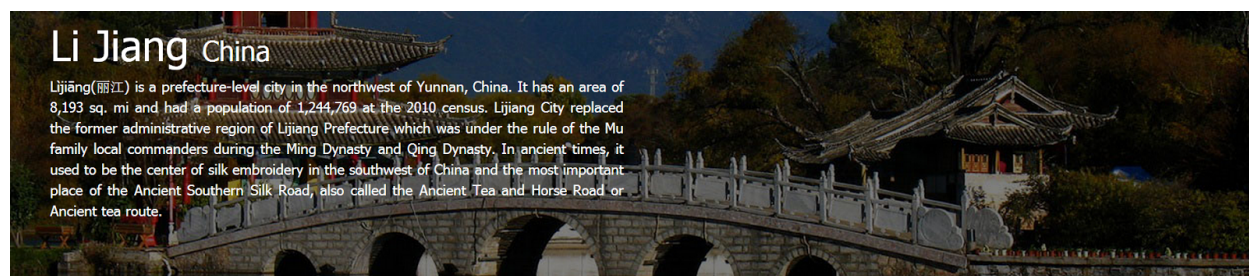 Li Jiang China
Lìjiāng(丽江) is a prefecture-level city in the northwest of Yunnan, China. It has an area of
8,193 sq. mi and had a population of 1,244,769 at the 2010 census. Lijiang City replaced
the former administrative region of Lijiang Prefecture which was under the rule of the Mu
family local commanders during the Ming Dynasty and Qing Dynasty. In ancient times, it
used to be the center of silk embroidery in the southwest of China and the most important
place of the Ancient Southern Silk Road, also called the Ancient Tea and Horse Road or
Ancient tea route.